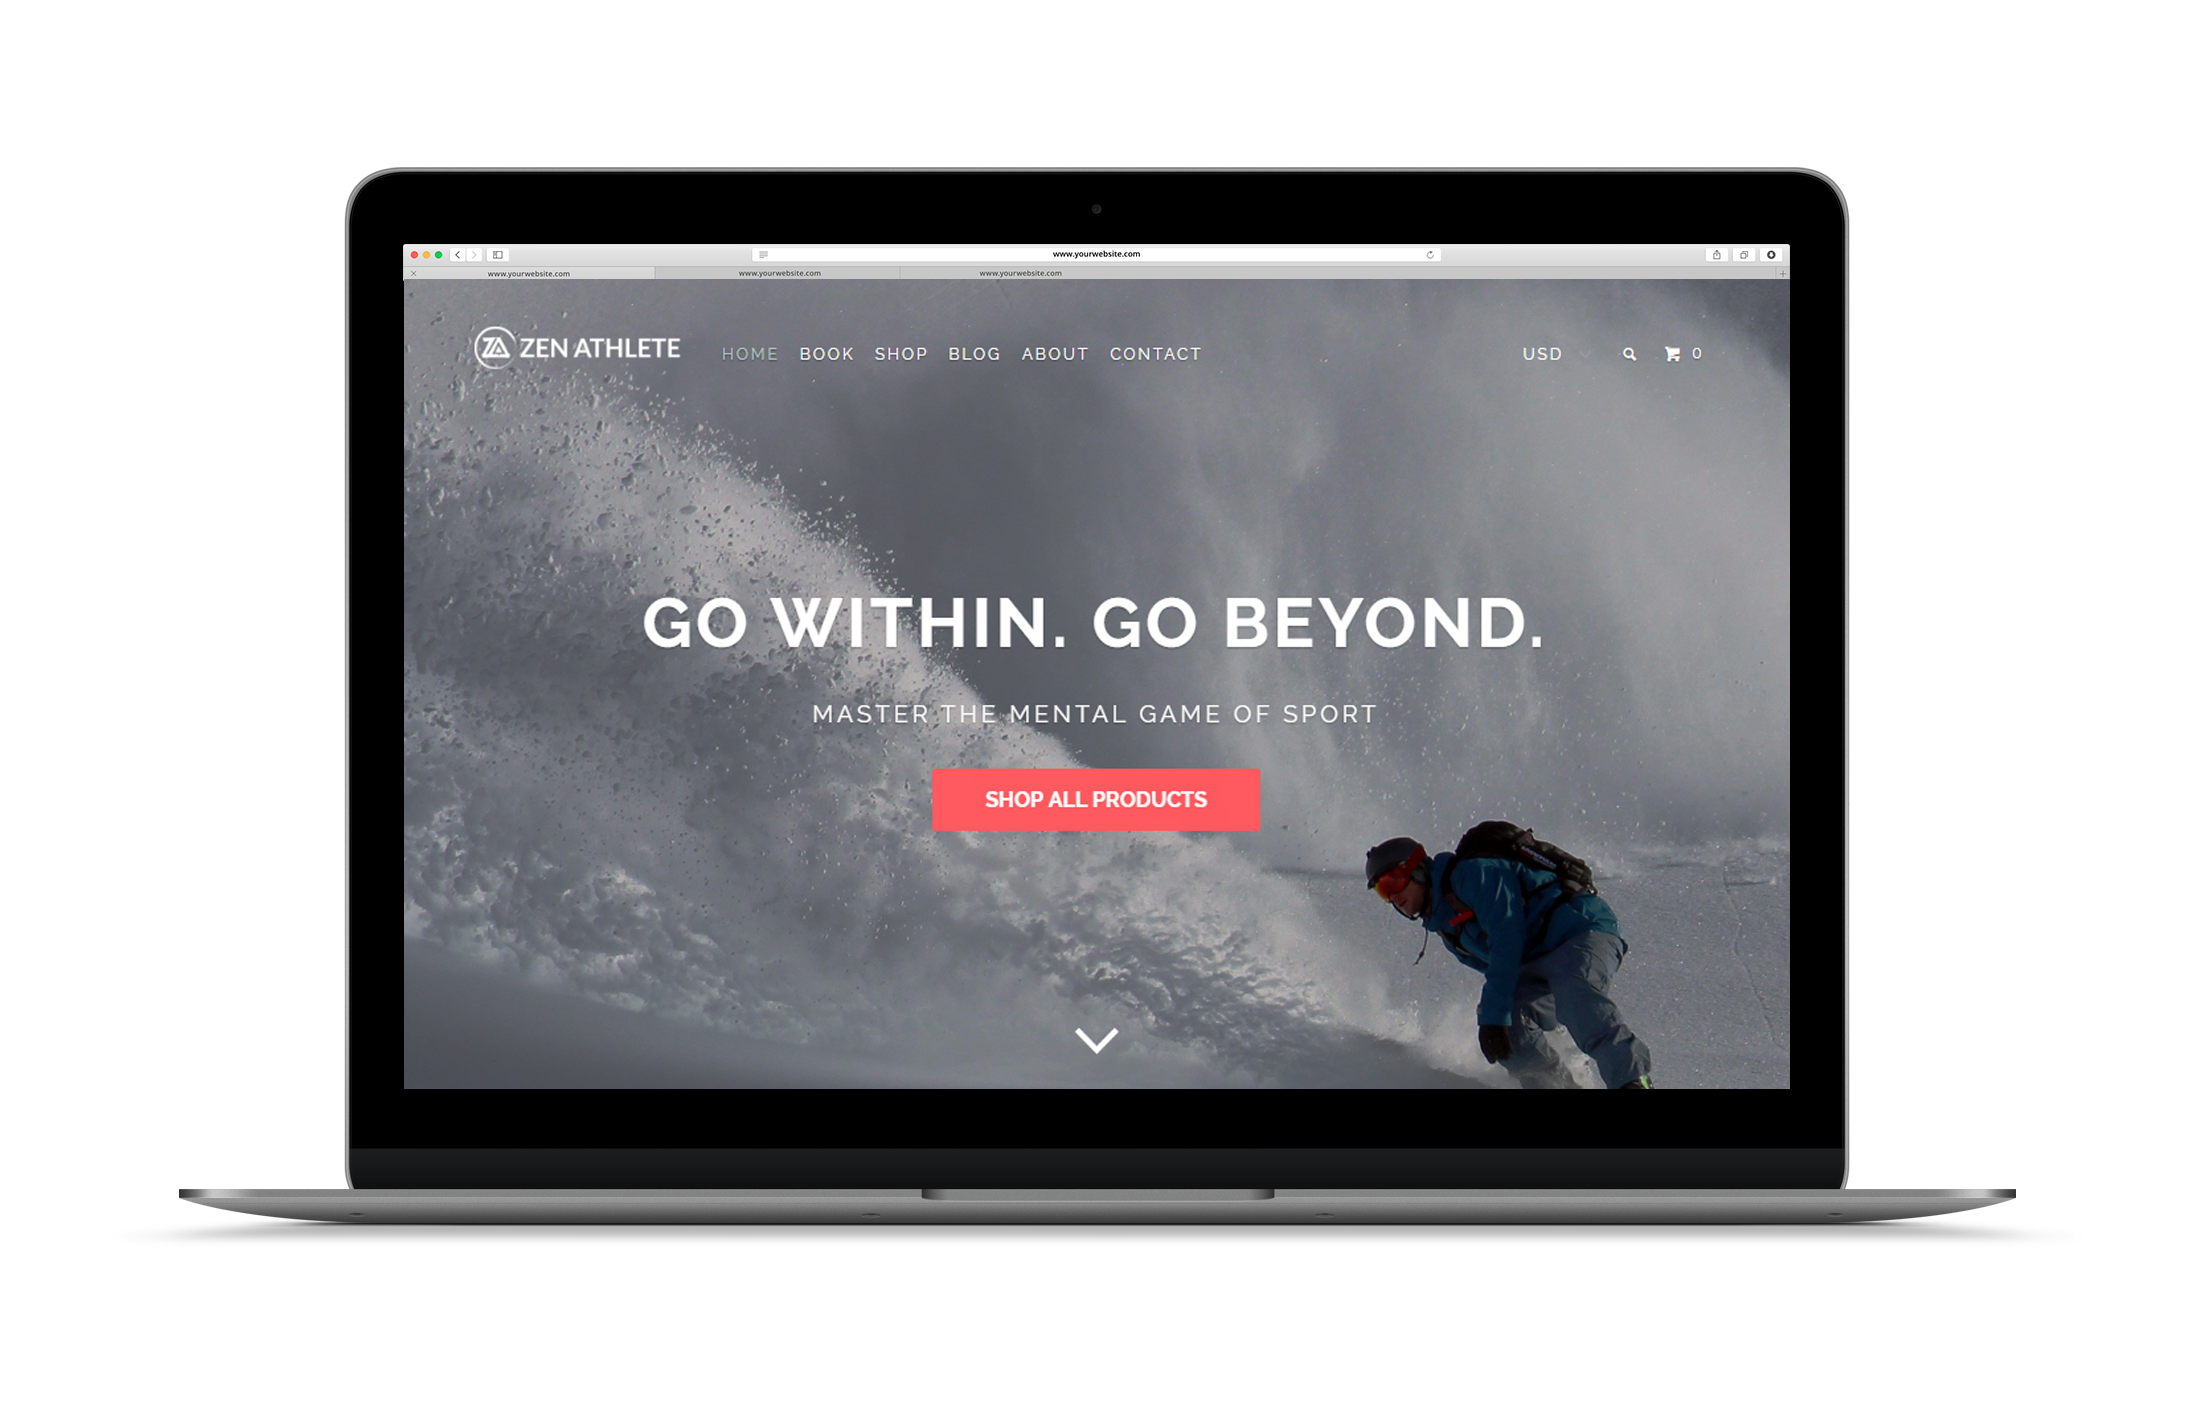 www.yourwebsite.com
www.yourwebsite.com www.yourwebsite.com www.yourwebsite.com
ZA ZEN ATHLETE HOME BOOK SHOP BLOG ABOUT CONTACT USD 0
GO WITHIN. GO BEYOND.
MASTER THE MENTAL GAME OF SPORT
SHOP ALL PRODUCTS